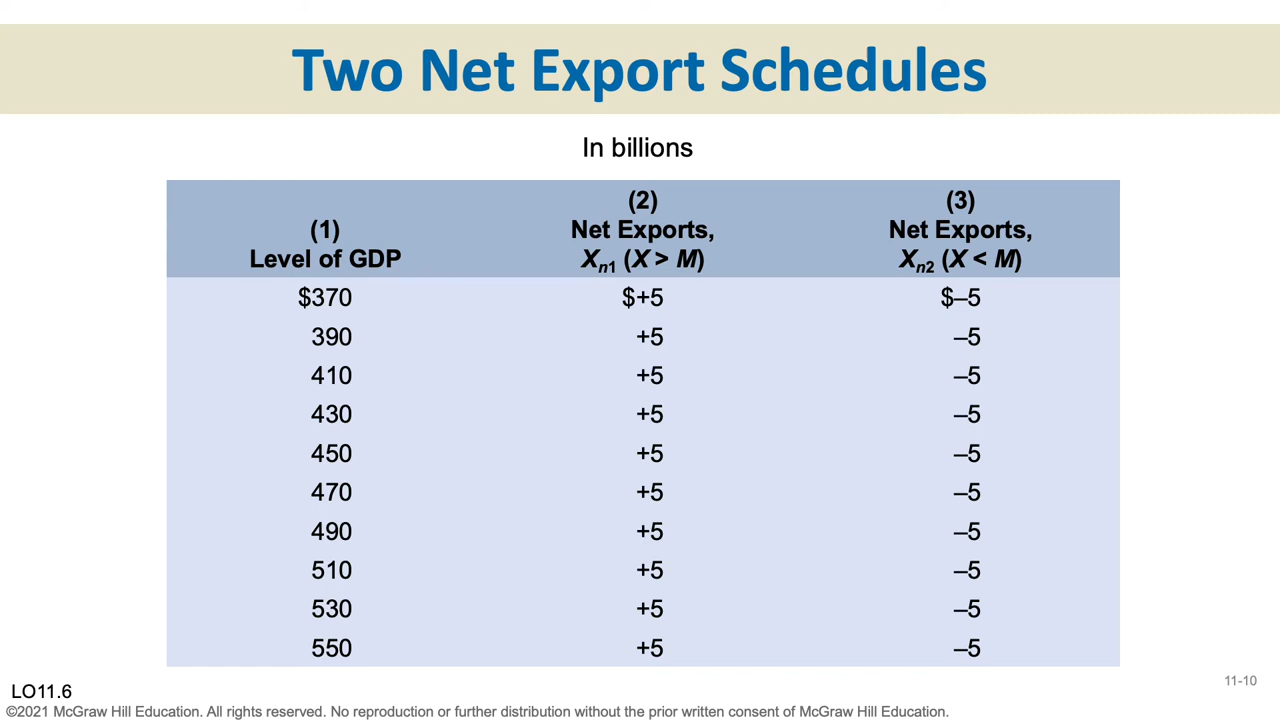 Two Net Export Schedules
In billions
(1) Level of GDP (2) Net Exports, Xn1 (X > M) (3) Net Exports, Xn2 (X < M)
$370 $+5 $–5
390 +5 –5
410 +5 –5
430 +5 –5
450 +5 –5
470 +5 –5
490 +5 –5
510 +5 –5
530 +5 –5
550 +5 –5
11-10
LO11.6
©2021 McGraw Hill Education. All rights reserved. No reproduction or further distribution without the prior written consent of McGraw Hill Education.